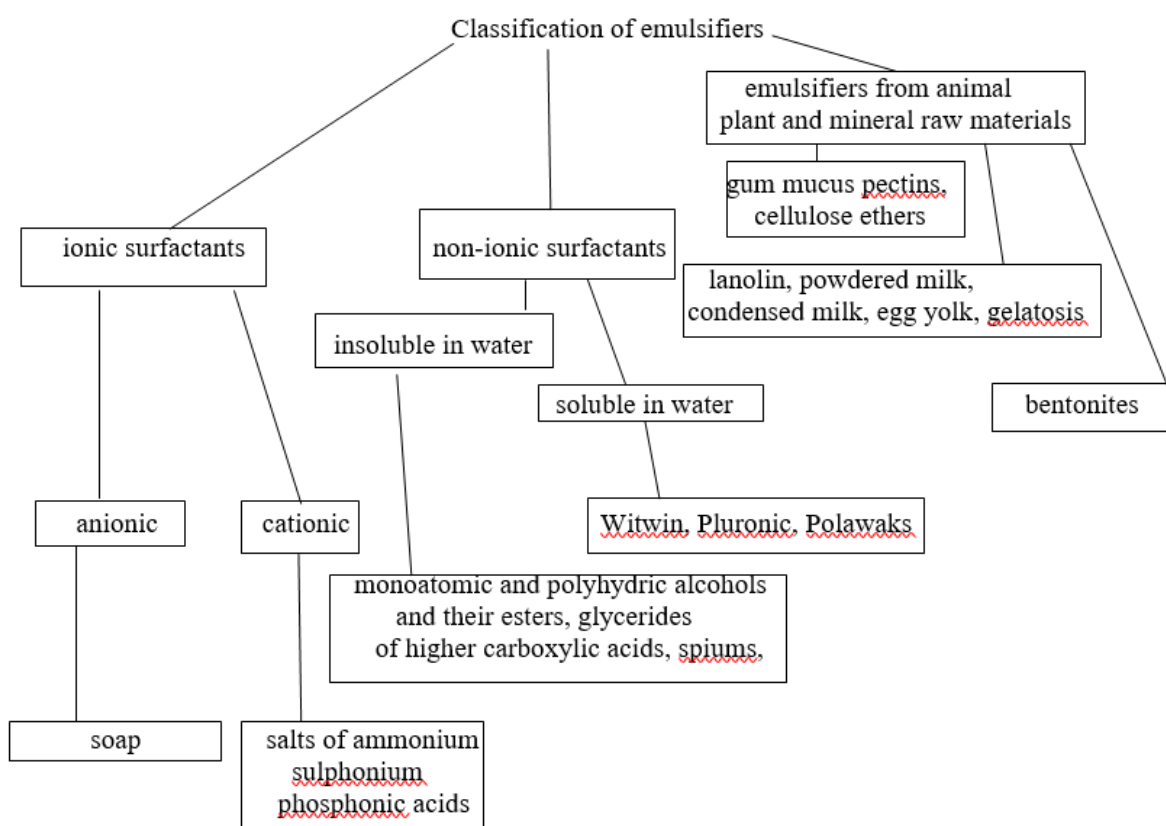 Classification of emulsifiers
emulsifiers from animal
plant and mineral raw materials
gum mucus pectins,
cellulose ethers
ionic surfactants
non-ionic surfactants
lanolin, powdered milk,
condensed milk, egg yolk, gelatosis
insoluble in water
soluble in water
bentonites
anionic
cationic
Witwin, Pluronic, Polawaks
monoatomic and polyhydric alcohols
and their esters, glycerides
of higher carboxylic acids, spiums,
soap
salts of ammonium
sulphonium
phosphonic acids